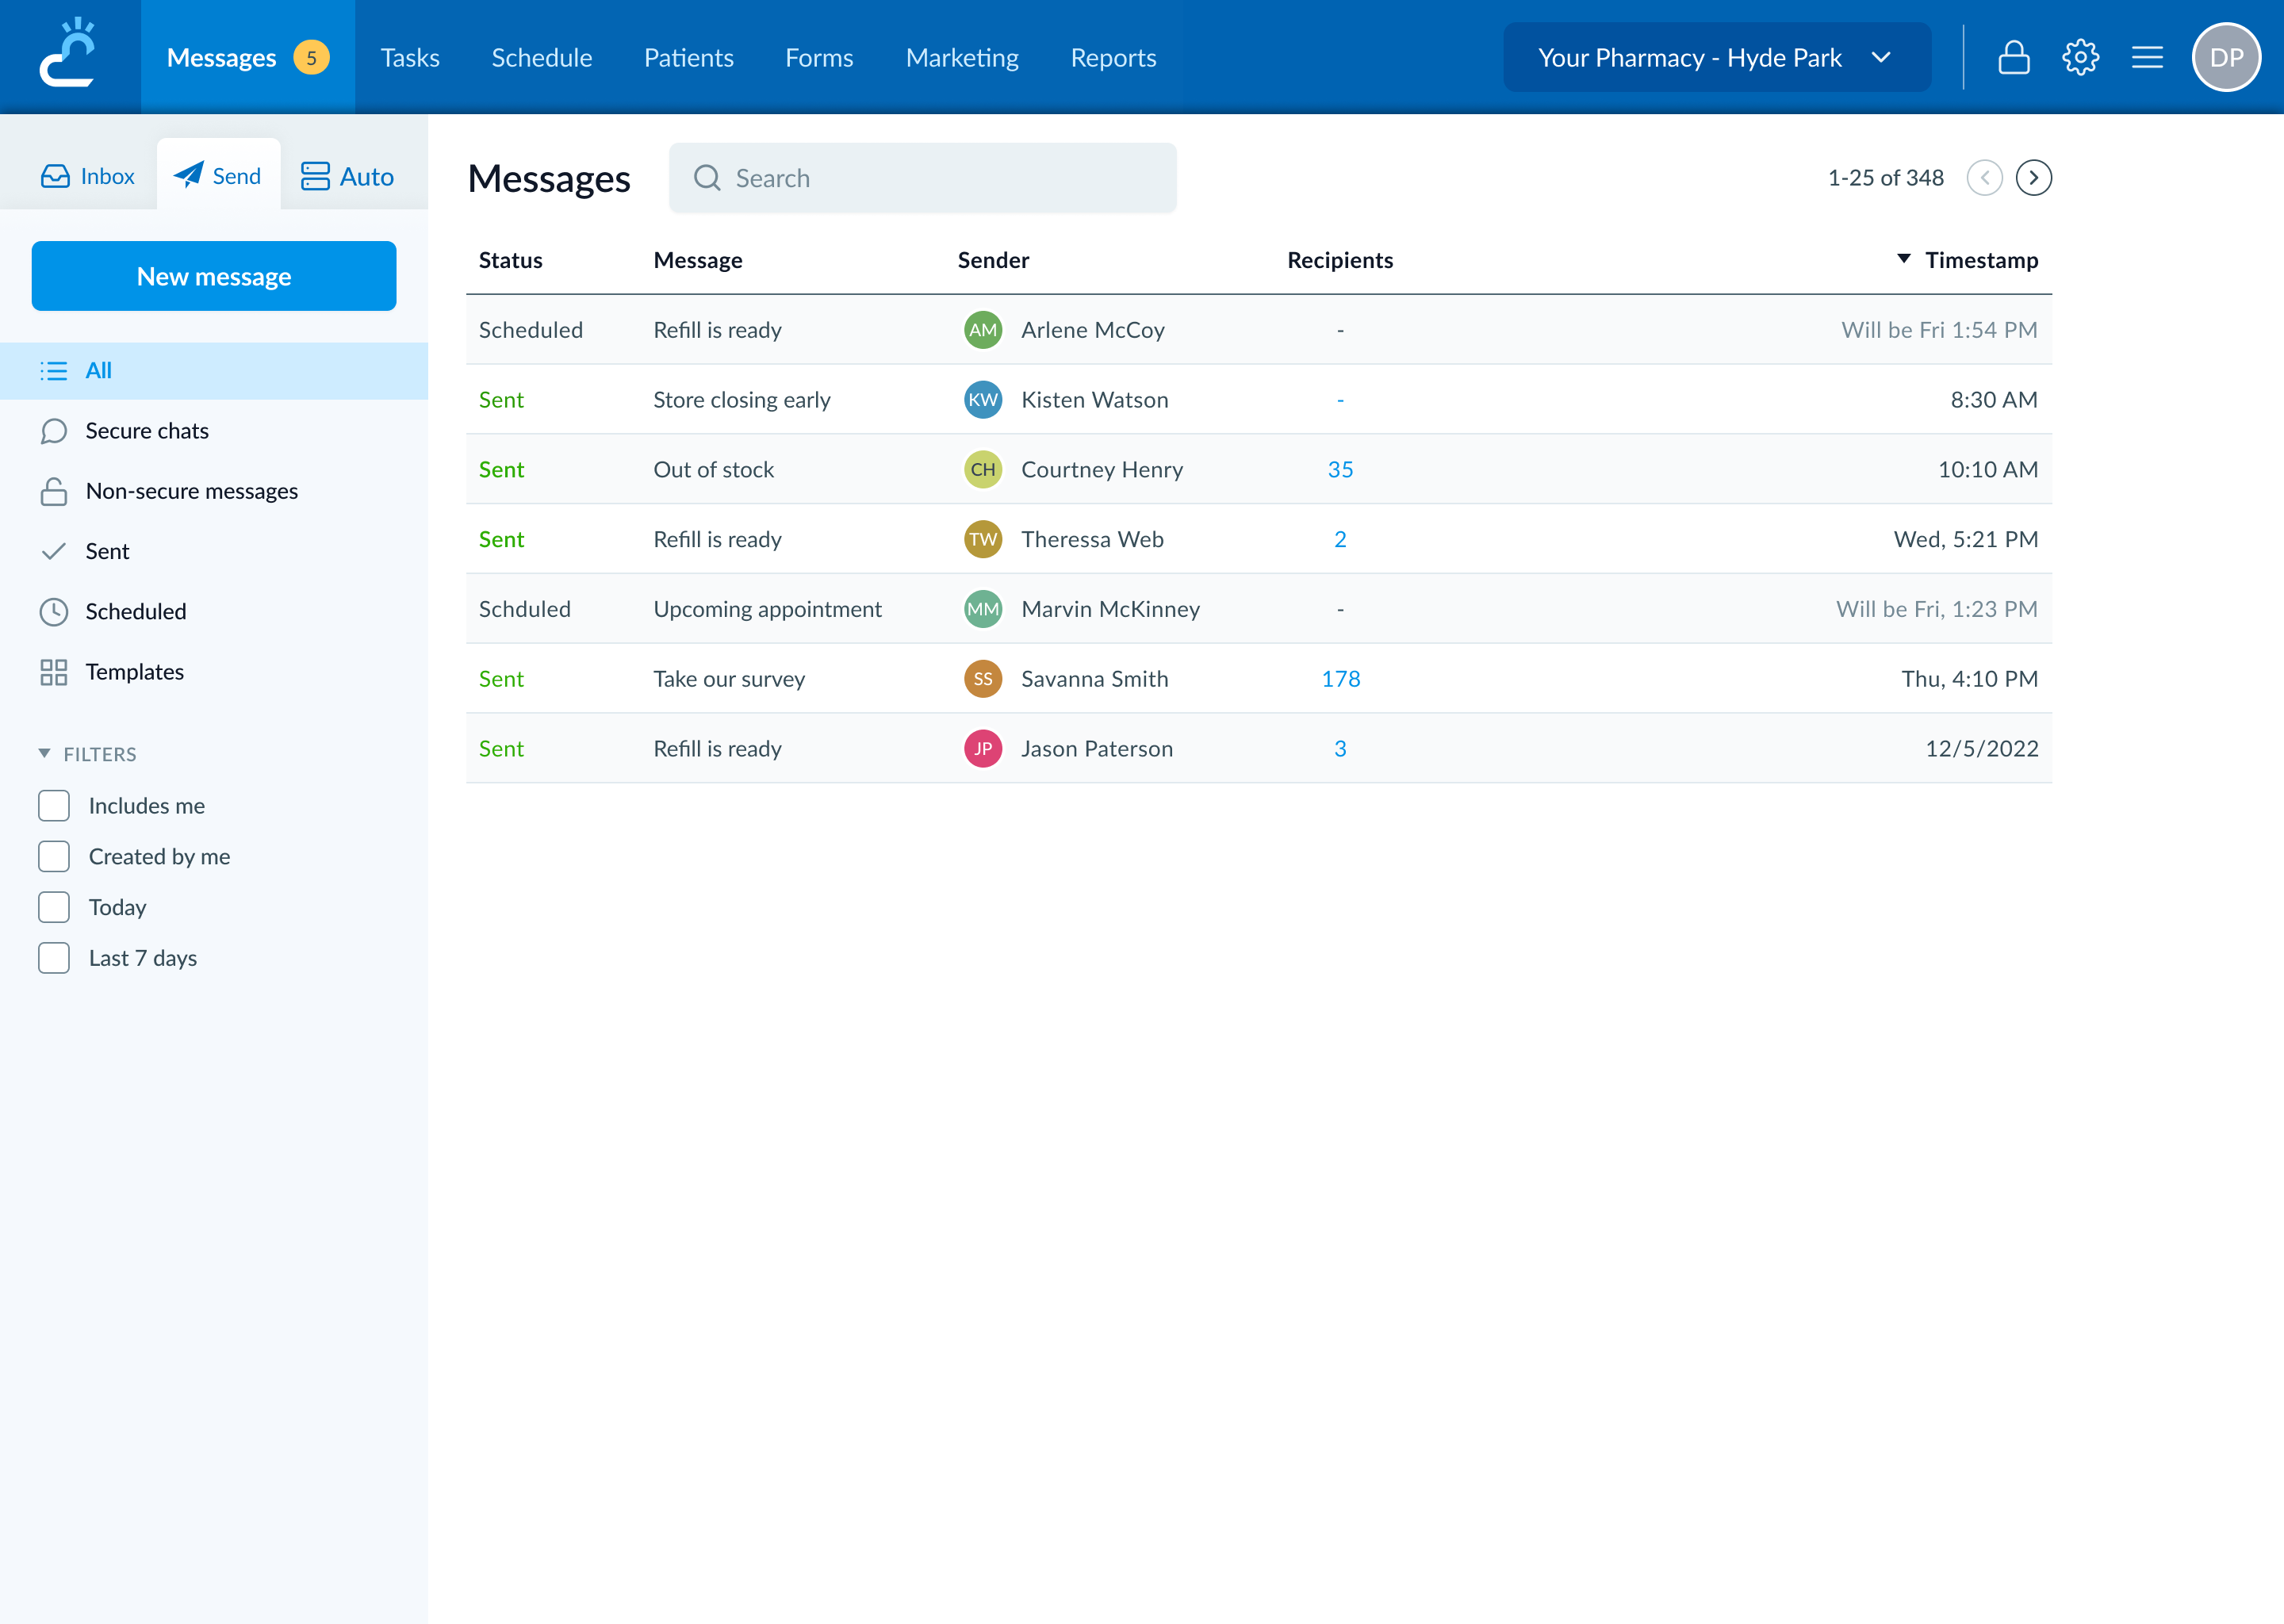 Messages 5 Tasks Schedule Patients Forms Marketing Reports Your Pharmacy - Hyde Park DP
Inbox Send Auto
New message
All
Secure chats
Non-secure messages
Sent
Scheduled
Templates
FILTERS
Includes me
Created by me
Today
Last 7 days
Messages Search 1-25 of 348
Status Message Sender Recipients Timestamp
Scheduled Refill is ready AM Arlene McCoy - Will be Fri 1:54 PM
Sent Store closing early KW Kisten Watson - 8:30 AM
Sent Out of stock CH Courtney Henry 35 10:10 AM
Sent Refill is ready TW Theressa Web 2 Wed, 5:21 PM
Schduled Upcoming appointment MM Marvin McKinney - Will be Fri, 1:23 PM
Sent Take our survey SS Savanna Smith 178 Thu, 4:10 PM
Sent Refill is ready JP Jason Paterson 3 12/5/2022